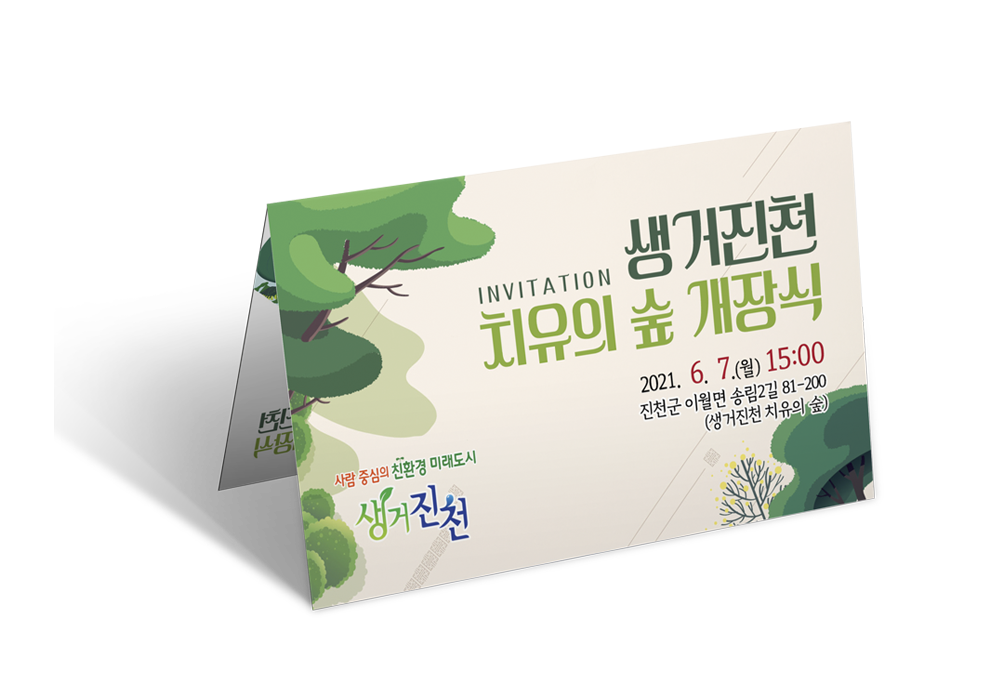 생거진천
INVITATION
치유의 숲 개장식
2021. 6. 7.(월) 15:00
진천군 이월면 송림2길 81-200
(생거진천 치유의 숲)
사람 중심의 친환경 미래도시
생거진천